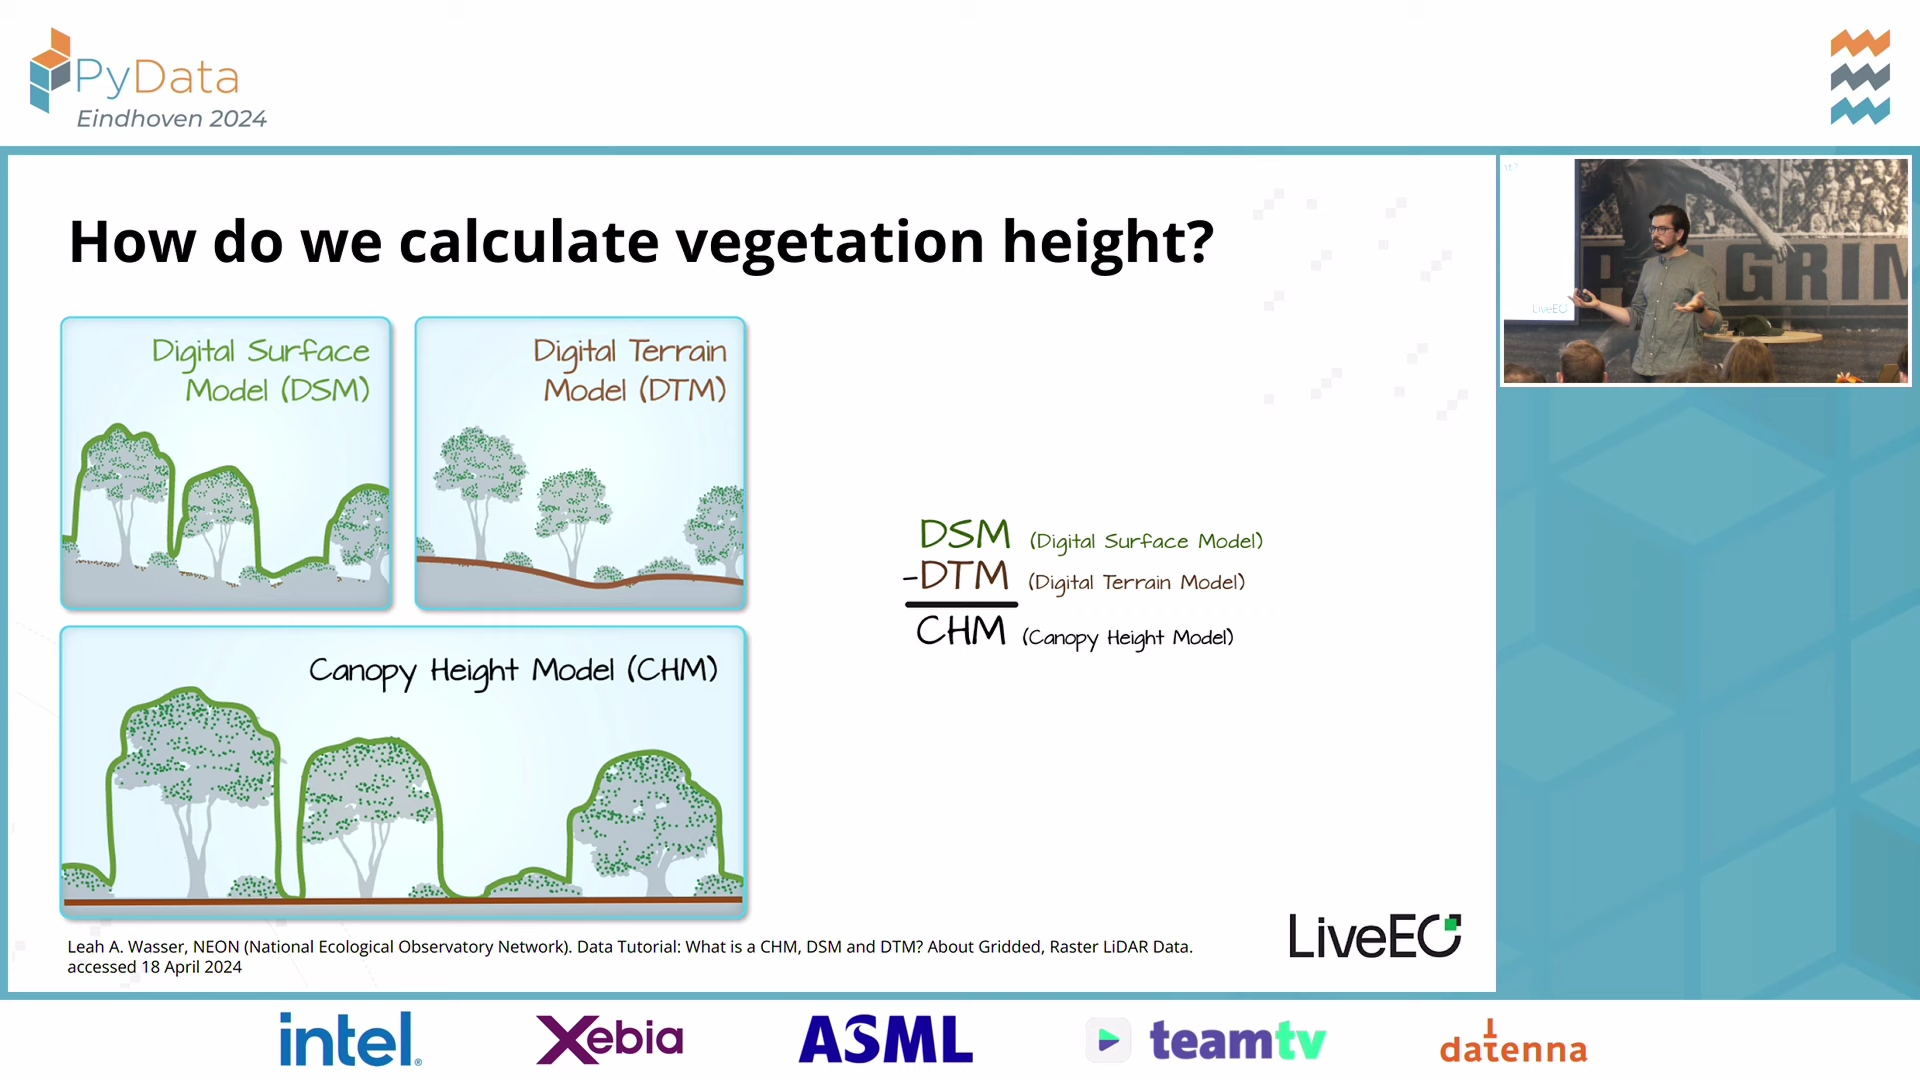 PyData
Eindhoven 2024
How do we calculate vegetation height?
Digital Surface
Model (DSM)
Digital Terrain
Model (DTM)
Canopy Height Model (CHM)
DSM (Digital Surface Model)
-DTM (Digital Terrain Model)
CHM (Canopy Height Model)
Leah A. Wasser, NEON (National Ecological Observatory Network). Data Tutorial: What is a CHM, DSM and DTM? About Gridded, Raster LiDAR Data.
accessed 18 April 2024
LiveEO
LiveEO
GRIM
intel.
Xebia
ASML
teamtv
datenna